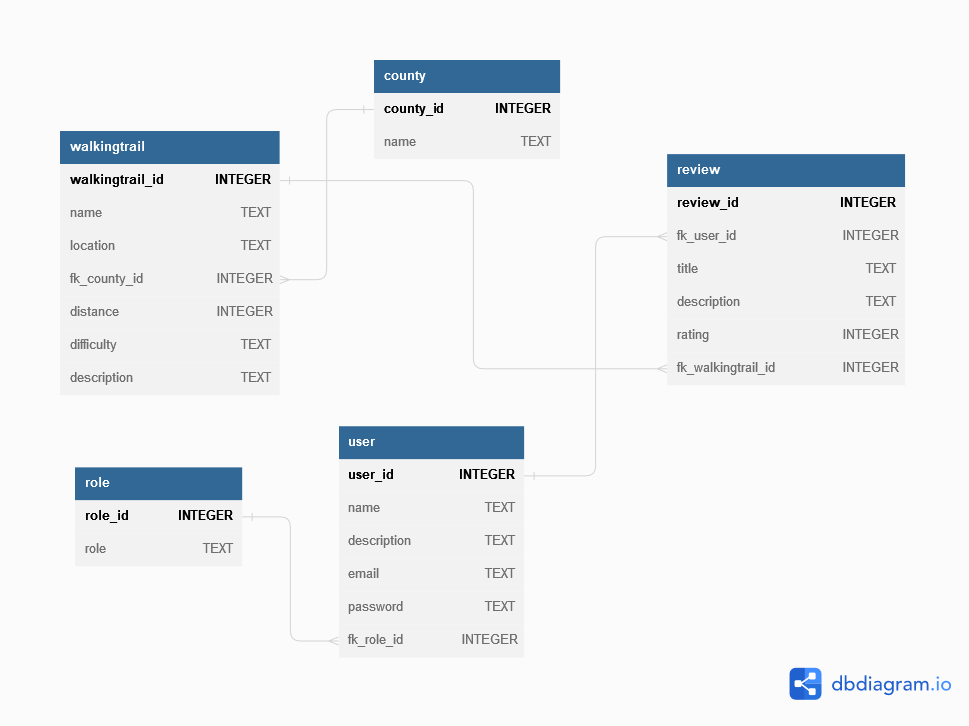 county
county_id INTEGER
name TEXT
walkingtrail
walkingtrail_id INTEGER
name TEXT
location TEXT
fk_county_id INTEGER
distance INTEGER
difficulty TEXT
description TEXT
review
review_id INTEGER
fk_user_id INTEGER
title TEXT
description TEXT
rating INTEGER
fk_walkingtrail_id INTEGER
user
user_id INTEGER
name TEXT
description TEXT
email TEXT
password TEXT
fk_role_id INTEGER
role
role_id INTEGER
role TEXT
dbdiagram.io